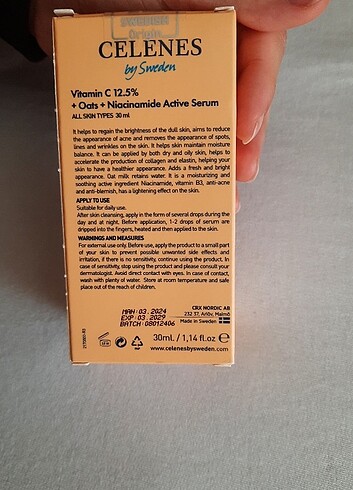 SWEDISH
Origin
CELENES
by Sweden
Vitamin C 12.5%
+ Oats + Niacinamide Active Serum
ALL SKIN TYPES 30 ml
It helps to regain the brightness of the dull skin, aims to reduce
the appearance of acne and removes the appearance of spots,
lines and wrinkles on the skin. It helps skin maintain moisture
balance. It can be applied both dry and oily skin, helps to
accelerate the production of collagen and elastin, helping your
skin to have a healthier appearance. Adds a fresh and bright
appearance. Oat milk retains water. It is a moisturizing and
soothing active ingredient Niacinamide, vitamin B3, anti-acne
and anti-blemish, has a lightening effect on the skin.
APPLY TO USE
Suitable for daily use.
After skin cleansing, apply in the form of several drops during the
day and at night. Before application, 1-2 drops of serum are
dripped into the fingers, heated and then applied to the skin.
WARNINGS AND MEASURES
For external use only. Before use, apply the product to a small part
of your skin to prevent possible unwanted side effects and
irritation, if there is no sensitivity, continue using the product. In
case of sensitivity, stop using the product and please consult your
dermatologist. Avoid direct contact with eyes. In case of contact,
wash with plenty of water. Store at room temperature and safe
place out of the reach of children.
MAN:03.2024
EXP:03.2029
BATCH:08012406
CRX NORDIC AB
232 37, Arlöv, Malmö
Made in Sweden
30ml. / 1,14 fl.oz ℮
www.celenesbysweden.com